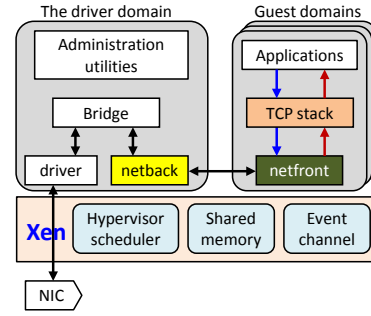 The driver domain
Guest domains
Administration
utilities
Applications
Bridge
TCP stack
driver
netback
netfront
Xen
Hypervisor
scheduler
Shared
memory
Event
channel
NIC